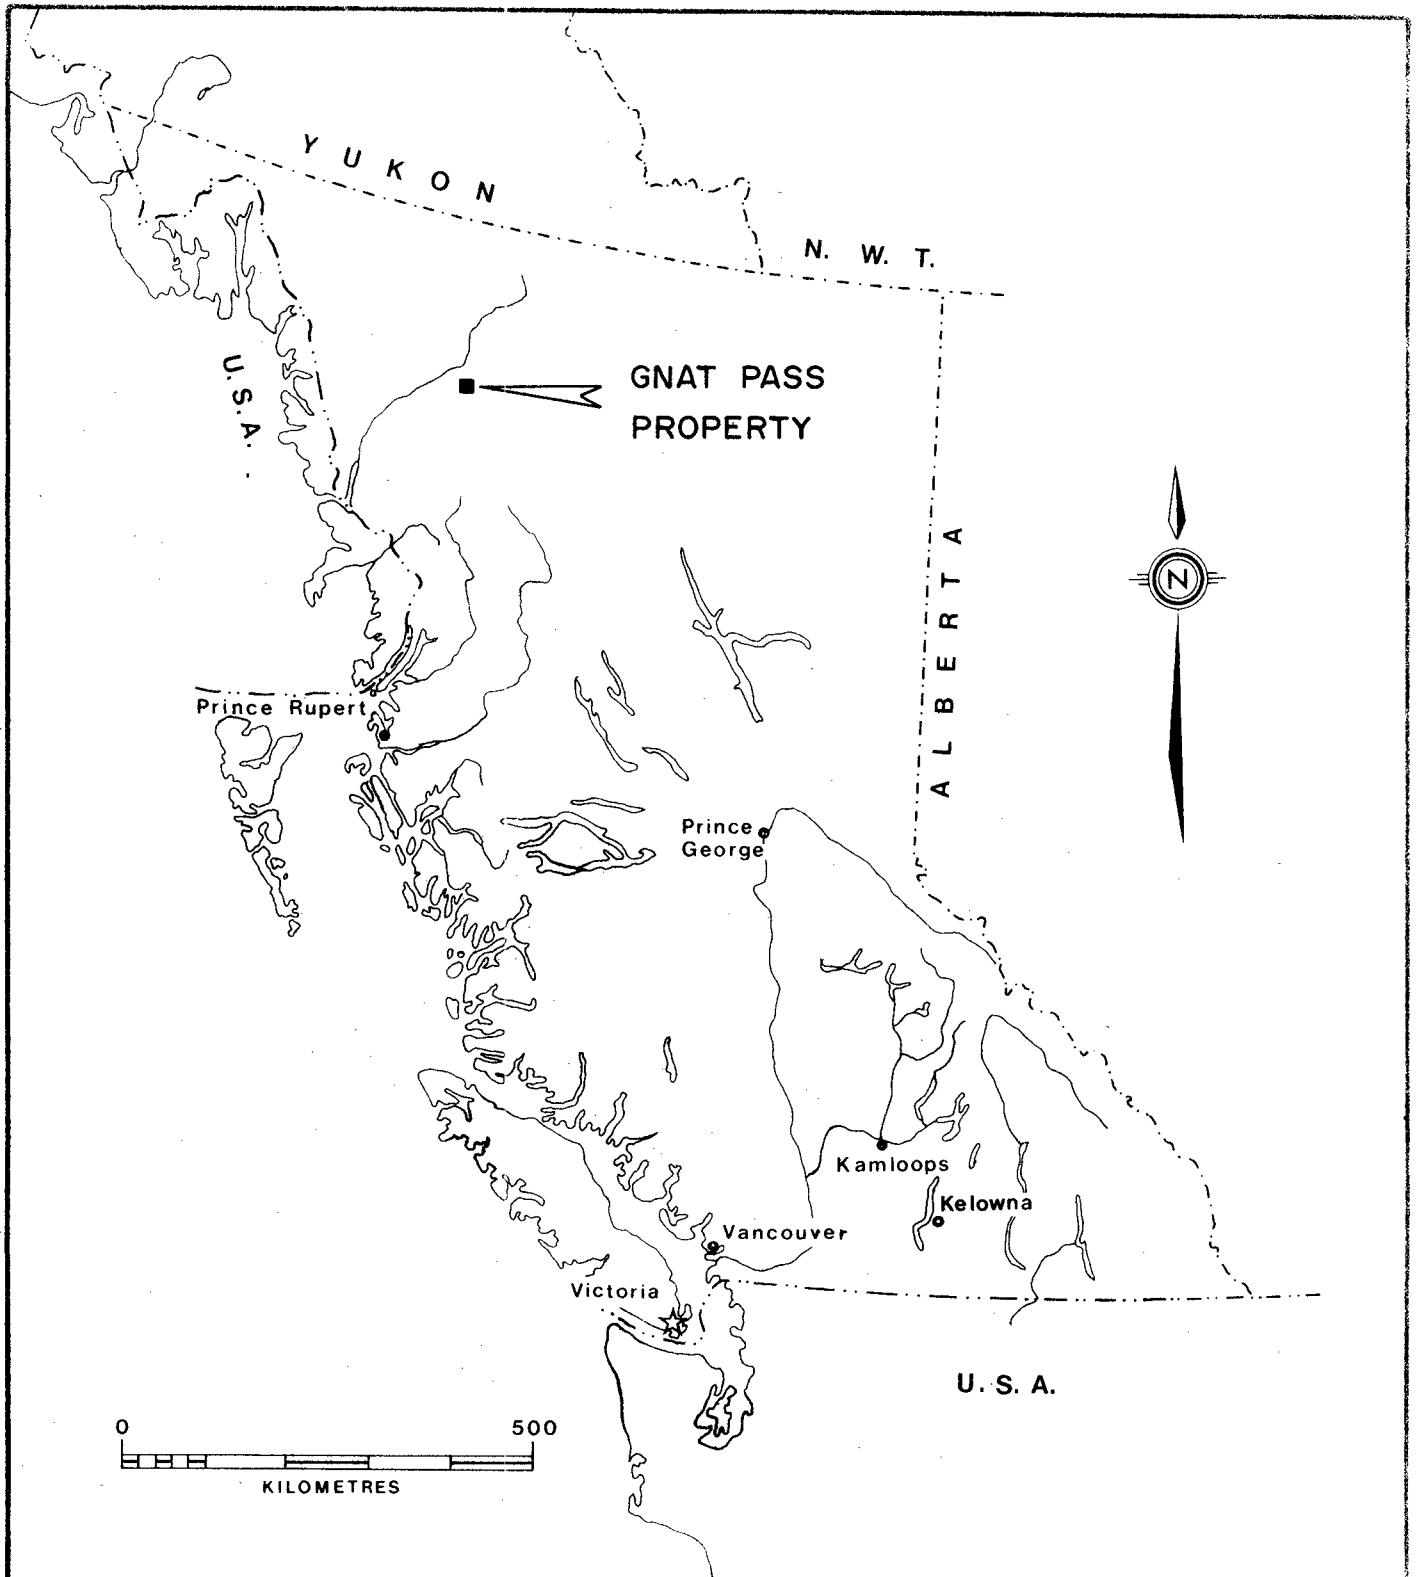 YUKON
N. W. T.
U.S.A.
GNAT PASS
PROPERTY
ALBERTA
N
Prince Rupert
Prince
George
Kamloops
Kelowna
Vancouver
Victoria
U. S. A.
0 500
KILOMETRES